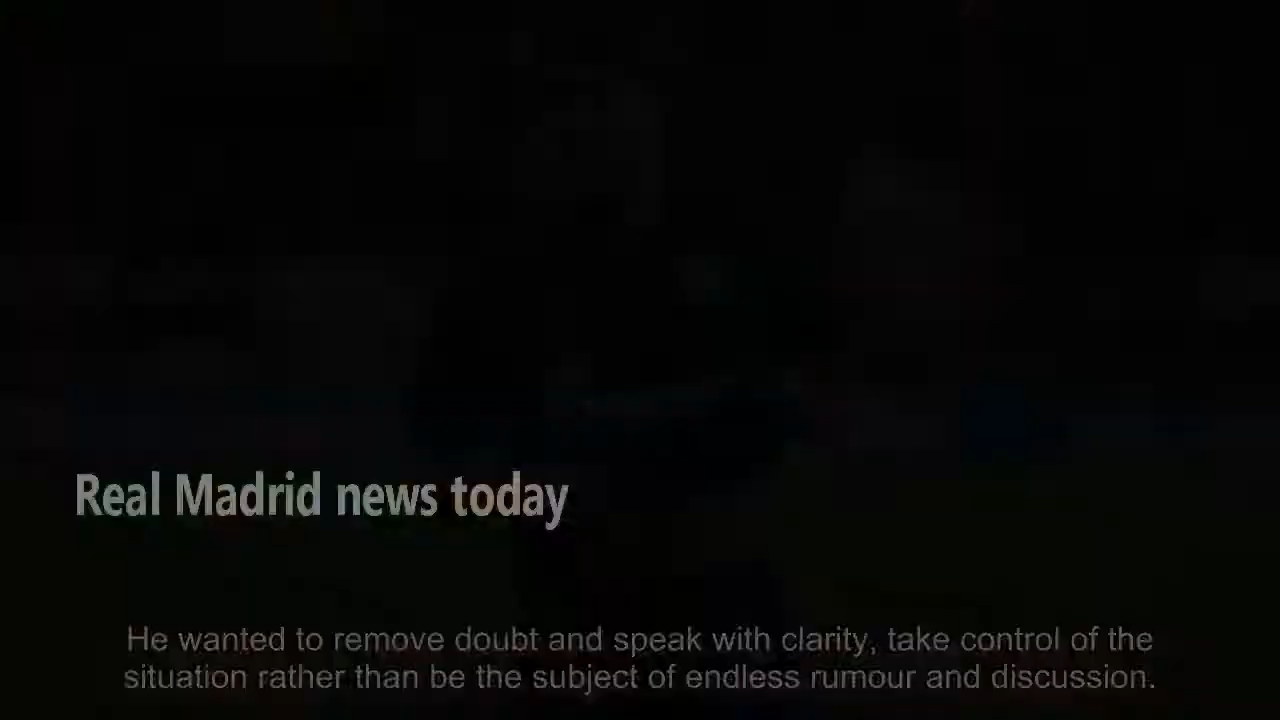 Real Madrid news today
He wanted to remove doubt and speak with clarity, take control of the
situation rather than be the subject of endless rumour and discussion.